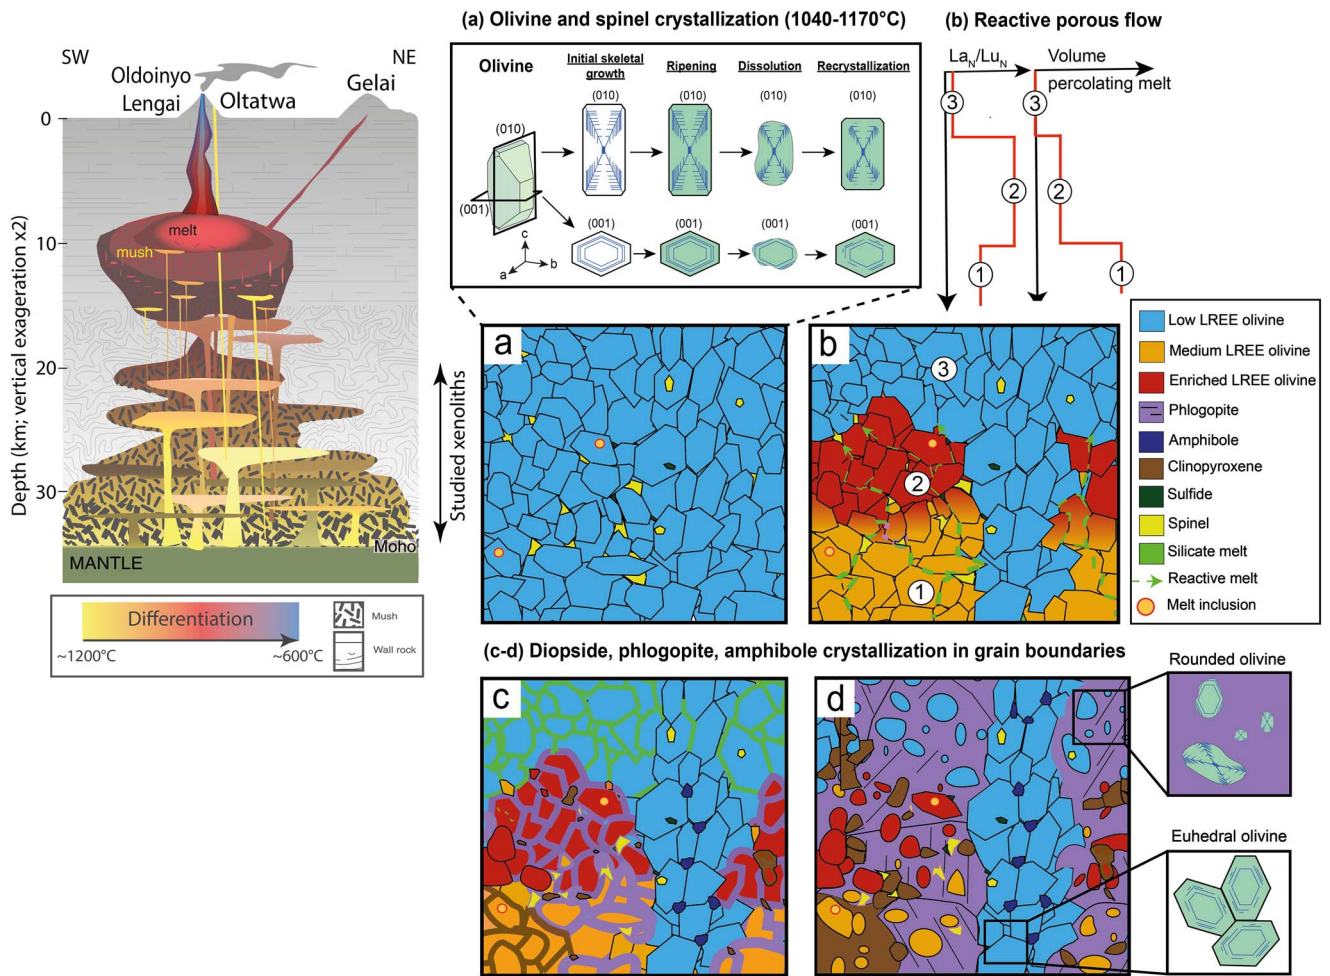 (a) Olivine and spinel crystallization (1040-1170°C)
(b) Reactive porous flow
SW
NE
Oldoinyo
Lengai
Oltatwa
Gelai
0
10
20
30
Depth (km; vertical exageration x2)
melt
mush
Moho
MANTLE
Studied xenoliths
Differentiation
~1200°C
~600°C
Mush
Wall rock
Olivine
Initial skeletal
growth
Ripening
Dissolution
Recrystallization
(010)
(010)
(010)
(010)
(010)
(001)
(001)
(001)
(001)
(001)
c
a
b
LaN/LuN
Volume
percolating melt
3
3
2
2
1
1
a
b
3
2
1
Low LREE olivine
Medium LREE olivine
Enriched LREE olivine
Phlogopite
Amphibole
Clinopyroxene
Sulfide
Spinel
Silicate melt
Reactive melt
Melt inclusion
(c-d) Diopside, phlogopite, amphibole crystallization in grain boundaries
c
d
Rounded olivine
Euhedral olivine